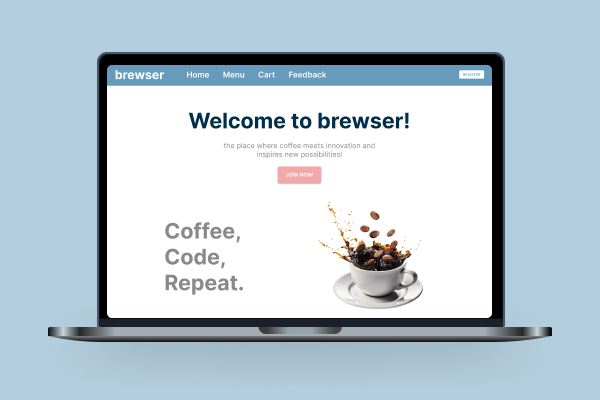 brewser
Home Menu Cart Feedback
REGISTER
Welcome to brewser!
the place where coffee meets innovation and
inspires new possibilities!
JOIN NOW
Coffee,
Code,
Repeat.